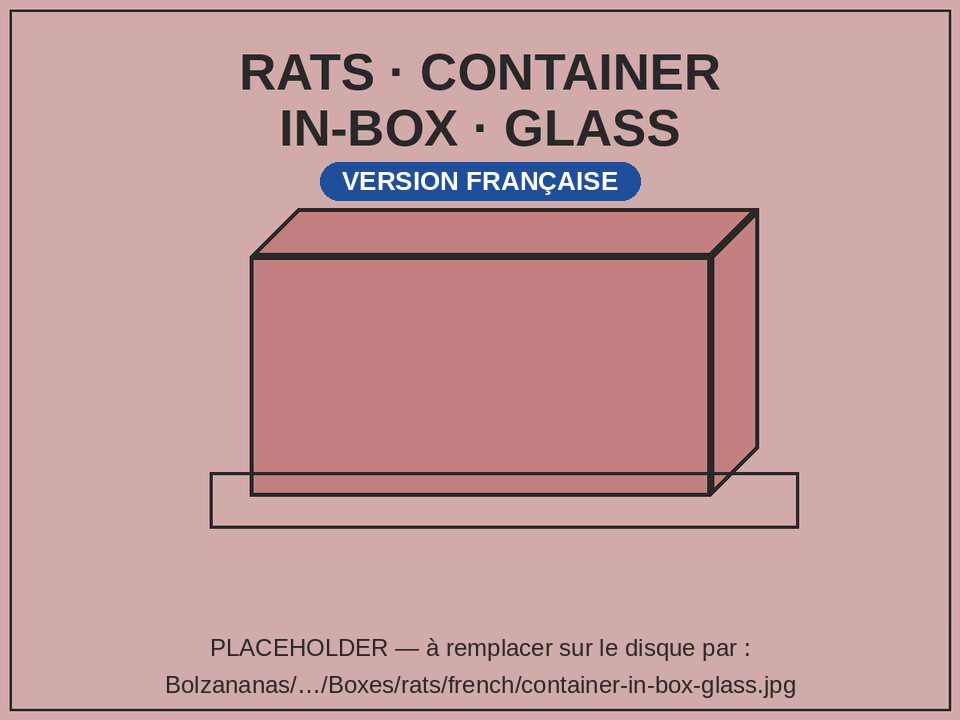 RATS · CONTAINER
IN-BOX · GLASS
VERSION FRANÇAISE
PLACEHOLDER — à remplacer sur le disque par :
Bolzananas/…/Boxes/rats/french/container-in-box-glass.jpg